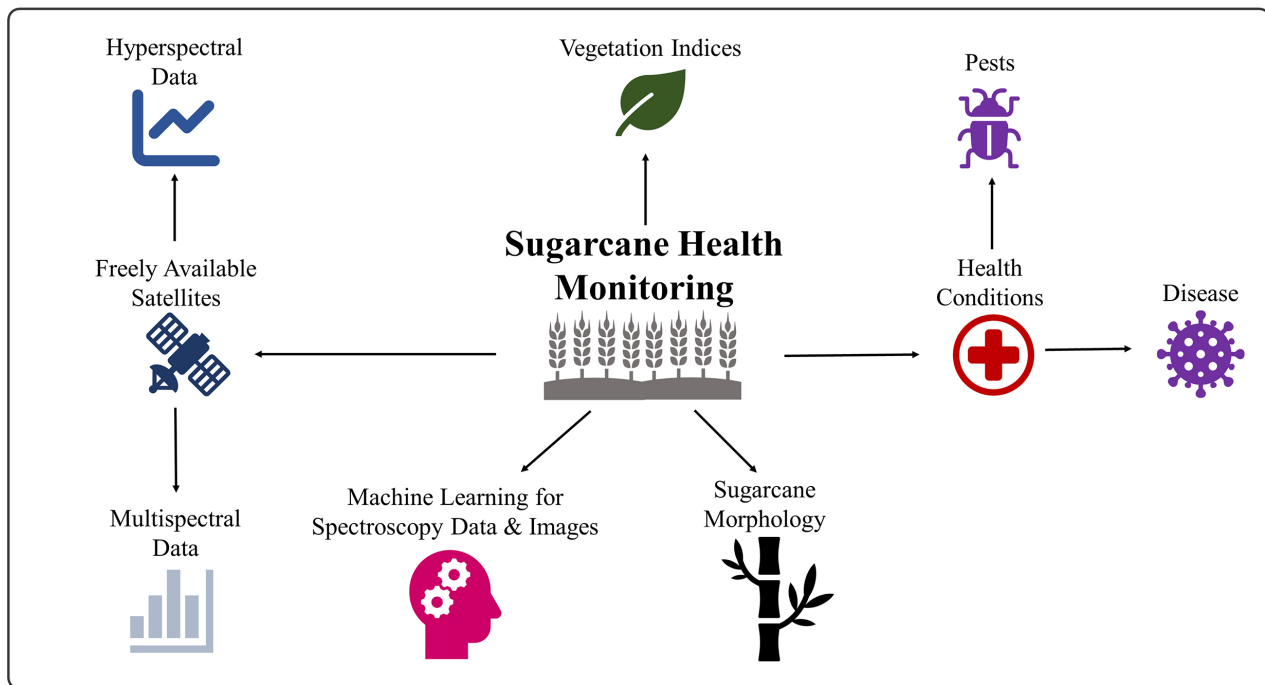 Hyperspectral
Data
Vegetation Indices
Pests
Sugarcane Health
Monitoring
Freely Available
Satellites
Health
Conditions
Disease
Multispectral
Data
Machine Learning for
Spectroscopy Data & Images
Sugarcane
Morphology